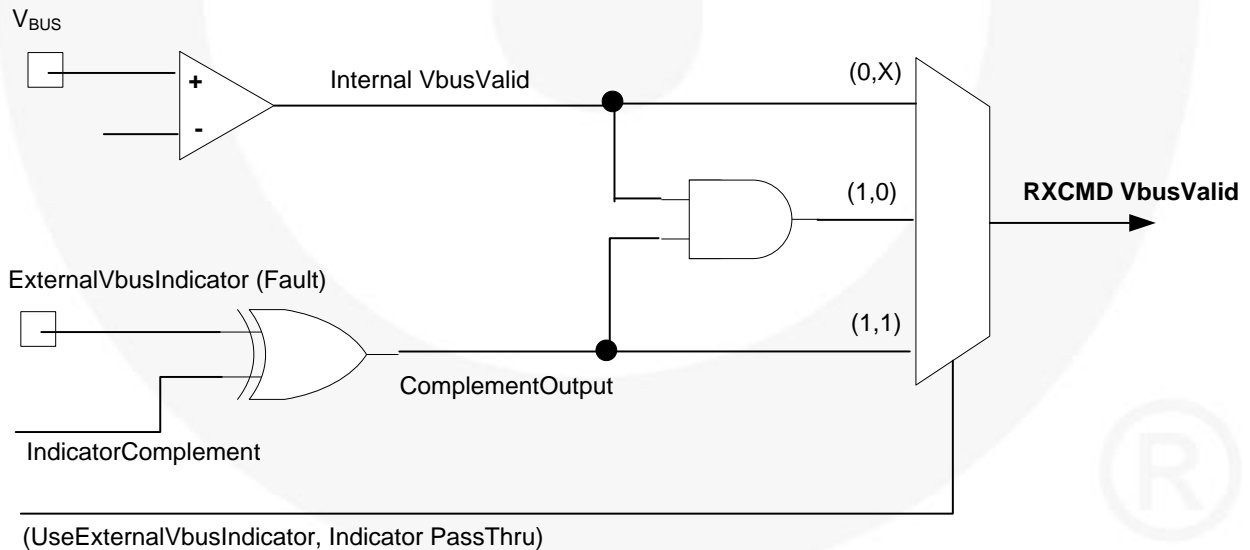 VBUS
+
-
Internal VbusValid
(0,X)
(1,0)
RXCMD VbusValid
ExternalVbusIndicator (Fault)
(1,1)
ComplementOutput
IndicatorComplement
(UseExternalVbusIndicator, Indicator PassThru)
®